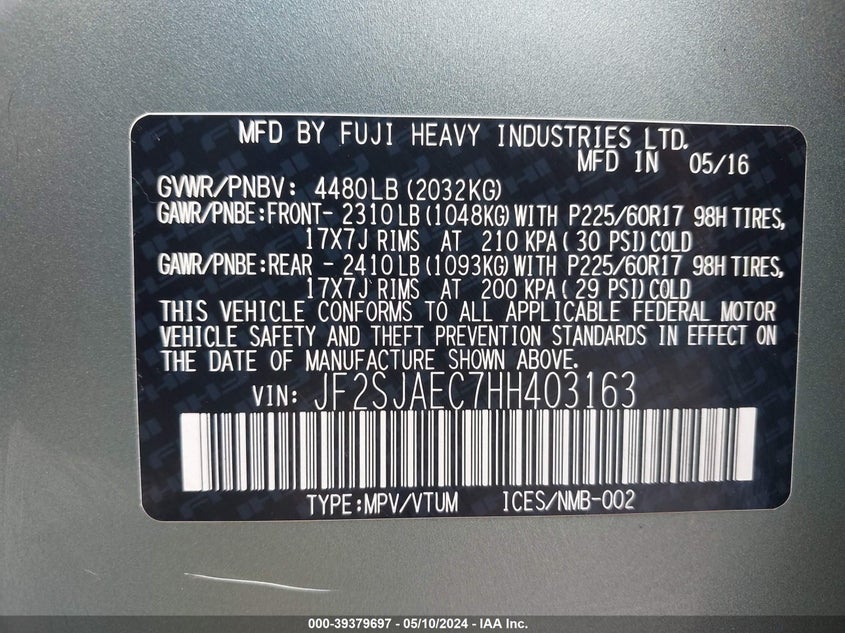 MFD BY FUJI HEAVY INDUSTRIES LTD.
MFD IN 05/16
GVWR/PNBV: 4480LB (2032KG)
GAWR/PNBE:FRONT- 2310LB (1048KG) WITH P225/60R17 98H TIRES,
17X7J RIMS AT 210 KPA (30 PSI) COLD
GAWR/PNBE:REAR - 2410LB (1093KG) WITH P225/60R17 98H TIRES,
17X7J RIMS AT 200 KPA (29 PSI) COLD
THIS VEHICLE CONFORMS TO ALL APPLICABLE FEDERAL MOTOR
VEHICLE SAFETY AND THEFT PREVENTION STANDARDS IN EFFECT ON
THE DATE OF MANUFACTURE SHOWN ABOVE.
VIN: JF2SJAEC7HH403163
TYPE:MPV/VTUM ICES/NMB-002
000-39379697 - 05/10/2024 - IAA Inc.